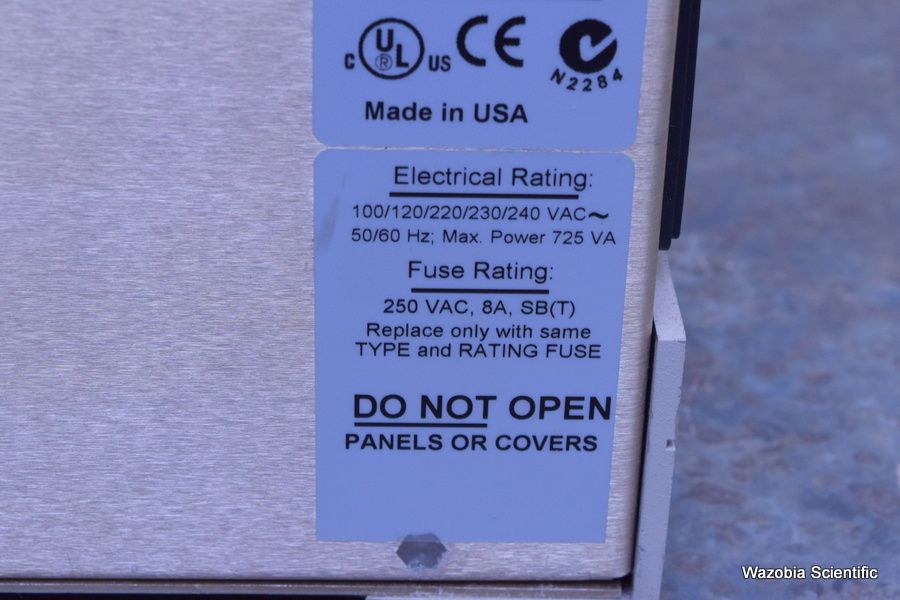 C UL® US CE
N2284
Made in USA
Electrical Rating:
100/120/220/230/240 VAC~
50/60 Hz; Max. Power 725 VA
Fuse Rating:
250 VAC, 8A, SB(T)
Replace only with same
TYPE and RATING FUSE
DO NOT OPEN
PANELS OR COVERS
Wazobia Scientific